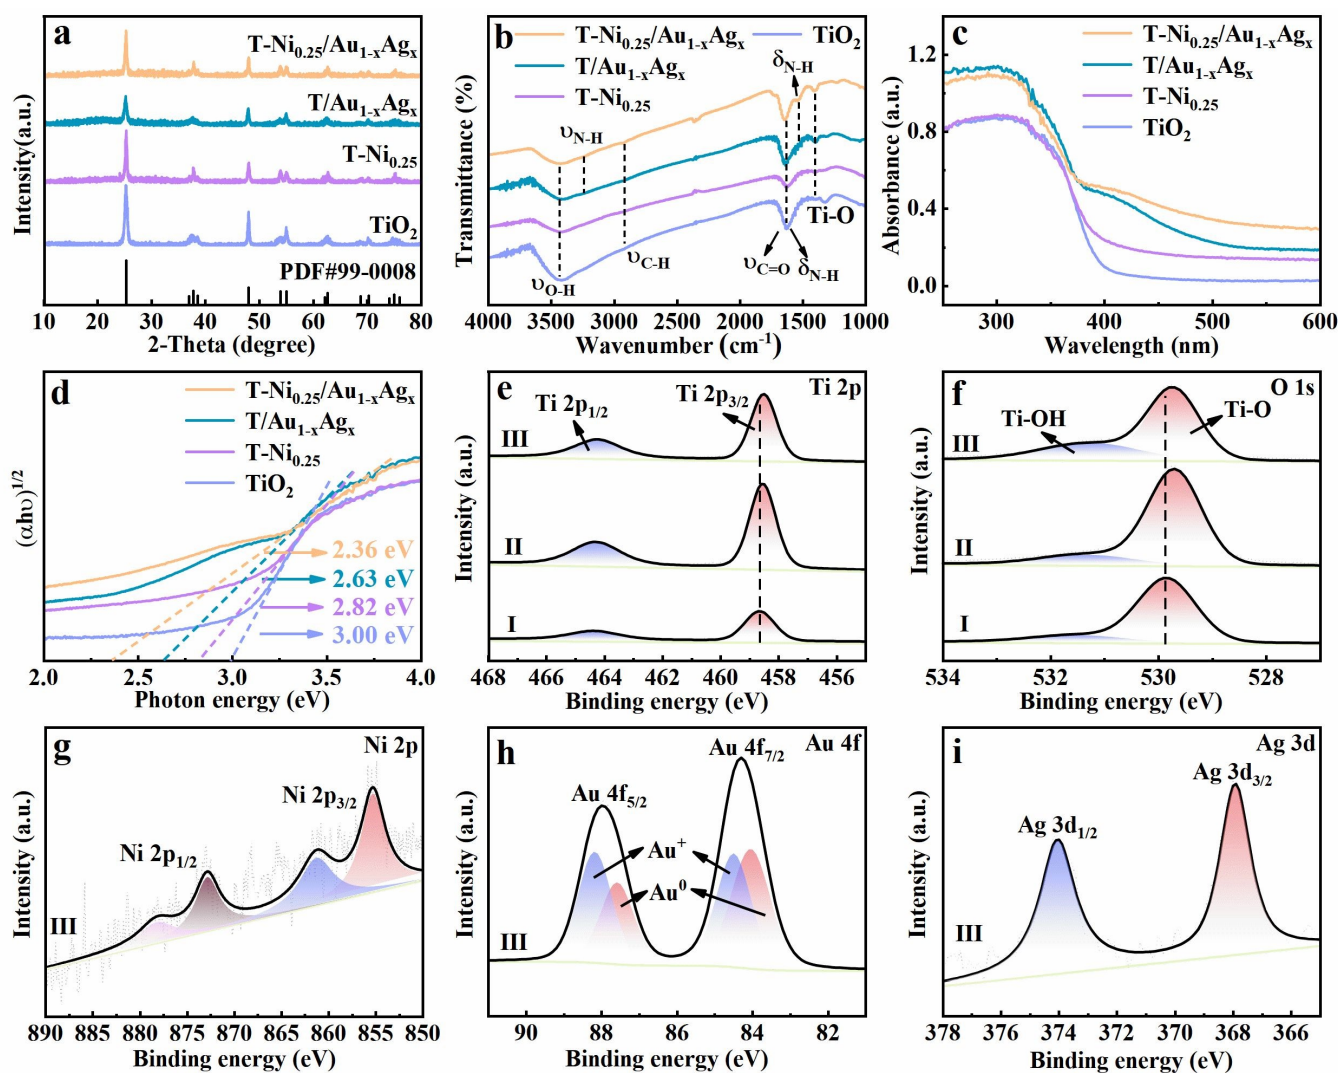 a
T-Ni0.25/Au1-xAgx
T/Au1-xAgx
T-Ni0.25
TiO2
PDF#99-0008
Intensity(a.u.)
10 20 30 40 50 60 70 80
2-Theta (degree)
b
T-Ni0.25/Au1-xAgx
TiO2
T/Au1-xAgx
T-Ni0.25
δN-H
υN-H
υC-H
υO-H
υC=O
δN-H
Ti-O
Transmittance (%)
4000 3500 3000 2500 2000 1500 1000
Wavenumber (cm-1)
c
T-Ni0.25/Au1-xAgx
T/Au1-xAgx
T-Ni0.25
TiO2
Absorbance (a.u.)
1.2
0.8
0.4
0.0
300 400 500 600
Wavelength (nm)
d
T-Ni0.25/Au1-xAgx
T/Au1-xAgx
T-Ni0.25
TiO2
(αhυ)1/2
2.36 eV
2.63 eV
2.82 eV
3.00 eV
2.0 2.5 3.0 3.5 4.0
Photon energy (eV)
e
Ti 2p
Ti 2p1/2
Ti 2p3/2
III
II
I
Intensity (a.u.)
468 466 464 462 460 458 456
Binding energy (eV)
f
O 1s
Ti-OH
Ti-O
III
II
I
Intensity (a.u.)
534 532 530 528
Binding energy (eV)
g
Ni 2p
Ni 2p3/2
Ni 2p1/2
III
Intensity (a.u.)
890 885 880 875 870 865 860 855 850
Binding energy (eV)
h
Au 4f7/2
Au 4f
Au 4f5/2
Au+
Au0
III
Intensity (a.u.)
90 88 86 84 82
Binding energy (eV)
i
Ag 3d
Ag 3d3/2
Ag 3d1/2
III
Intensity (a.u.)
378 376 374 372 370 368 366
Binding energy (eV)